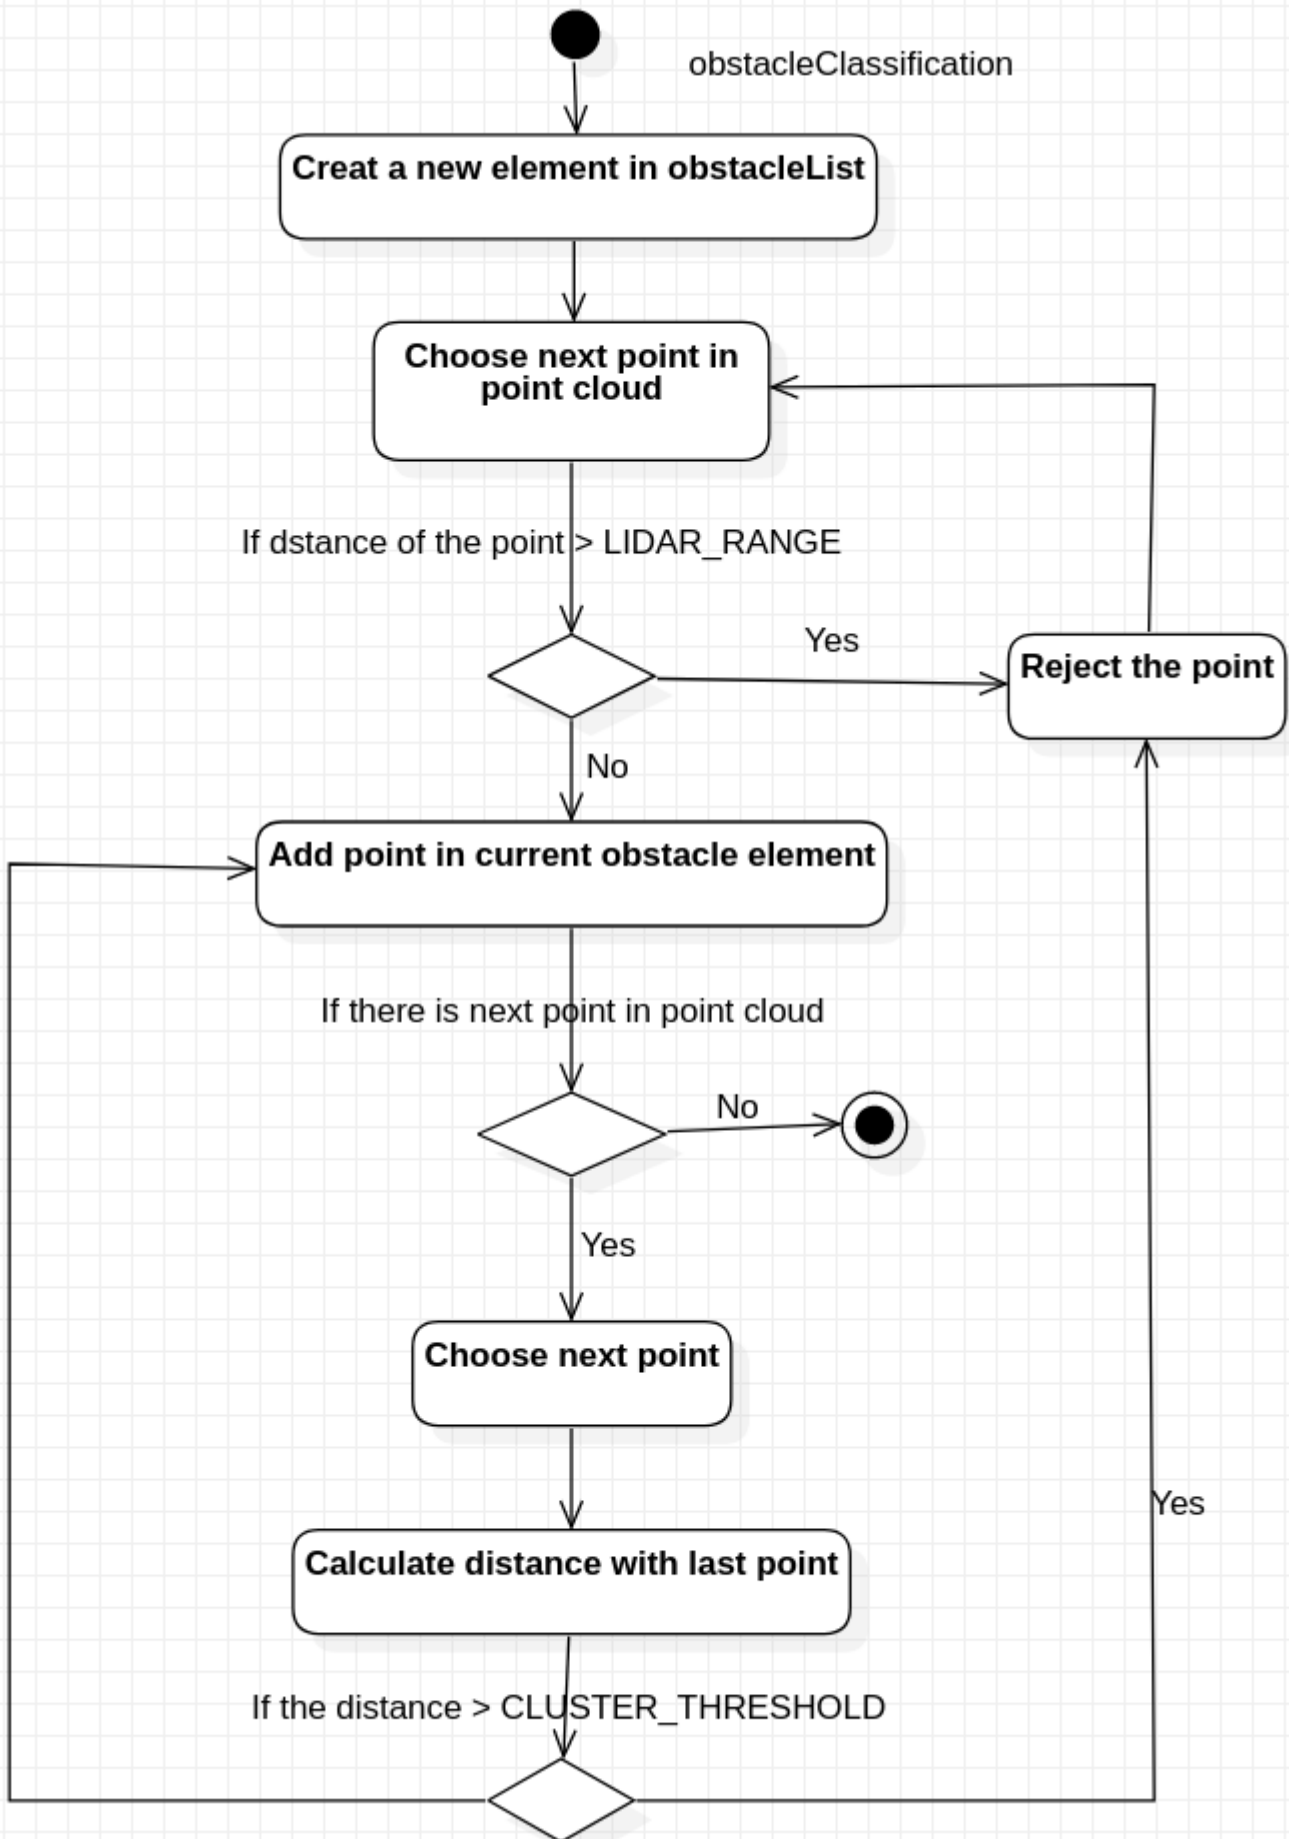 obstacleClassification
Creat a new element in obstacleList
Choose next point in
point cloud
If dstance of the point > LIDAR_RANGE
Yes
Reject the point
No
Add point in current obstacle element
If there is next point in point cloud
No
Yes
Choose next point
Yes
Calculate distance with last point
If the distance > CLUSTER_THRESHOLD